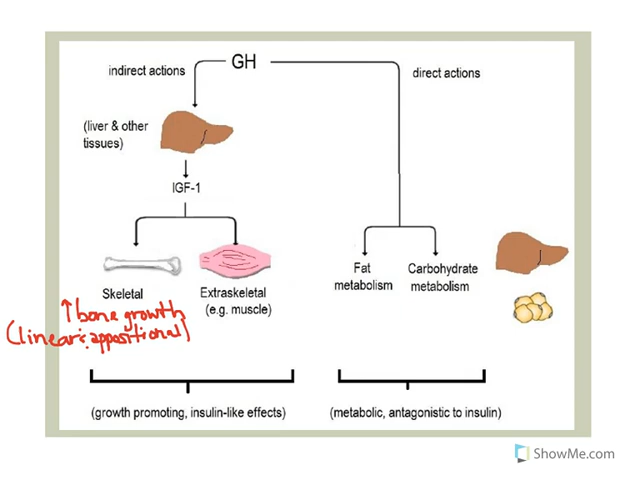 GH
indirect actions
direct actions
(liver & other
tissues)
IGF-1
Skeletal
Extraskeletal
(e.g. muscle)
Fat
metabolism
Carbohydrate
metabolism
↑ bone growth
(linear & appositional)
(growth promoting, insulin-like effects)
(metabolic, antagonistic to insulin)
ShowMe.com